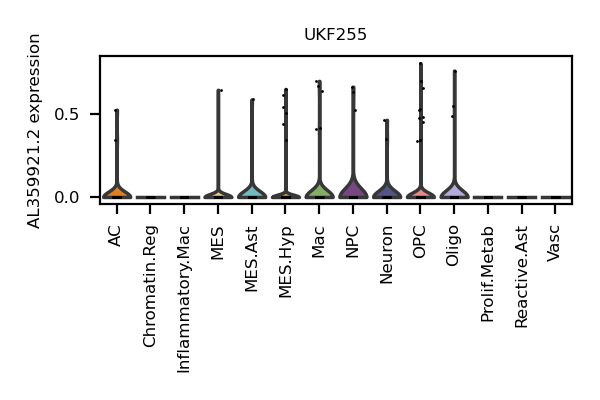 UKF255
AL359921.2 expression
0.5
0.0
AC
Chromatin.Reg
Inflammatory.Mac
MES
MES.Ast
MES.Hyp
Mac
NPC
Neuron
OPC
Oligo
Prolif.Metab
Reactive.Ast
Vasc